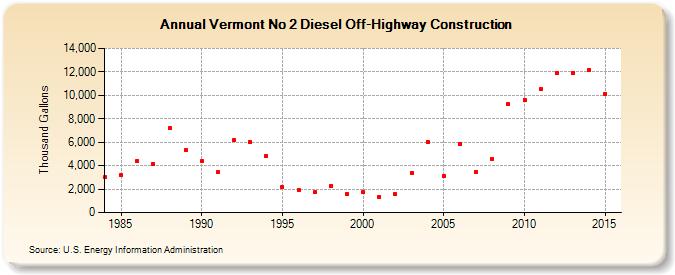 Annual Vermont No 2 Diesel Off-Highway Construction
Thousand Gallons
14,000
12,000
10,000
8,000
6,000
4,000
2,000
0
1985 1990 1995 2000 2005 2010 2015
Source: U.S. Energy Information Administration